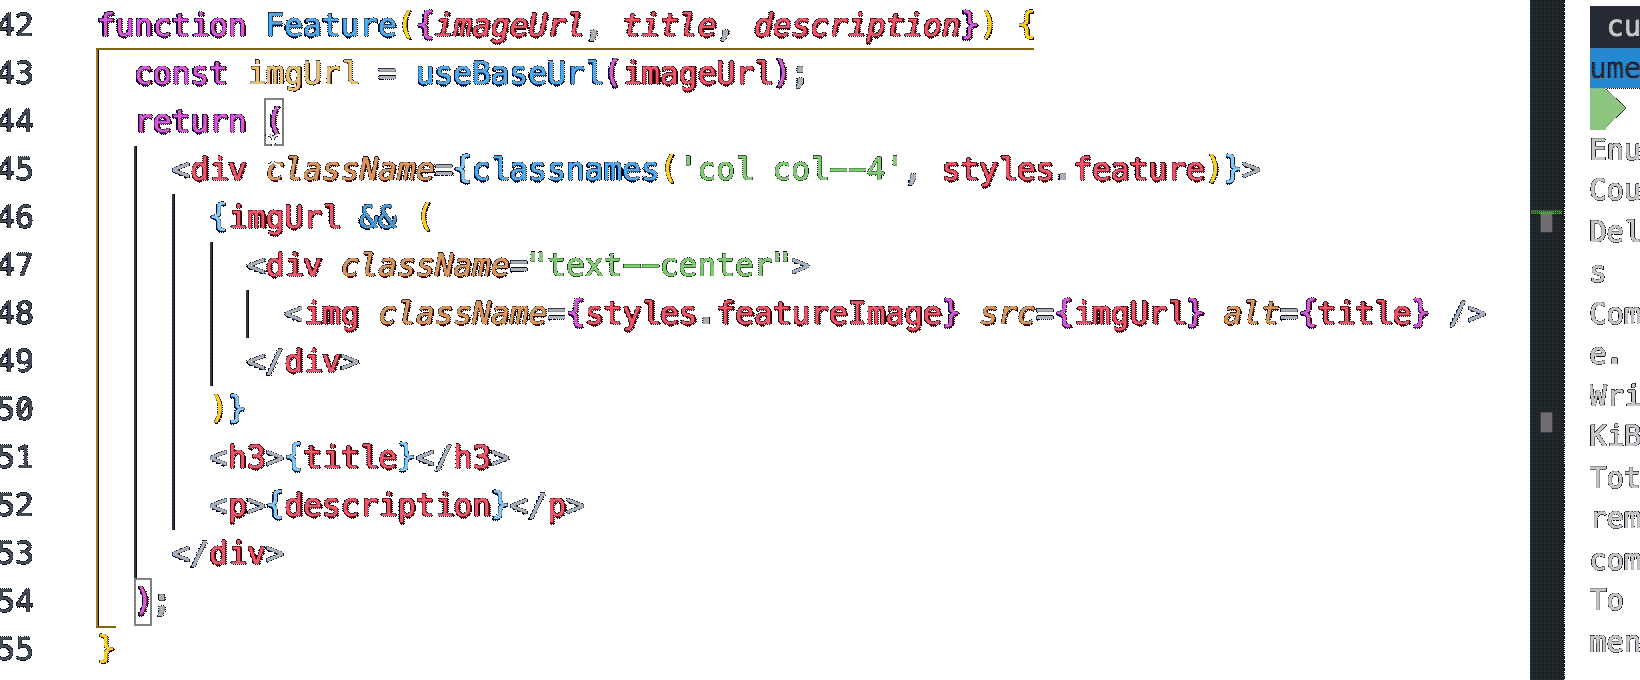 42 function Feature({imageUrl, title, description}) {
43 const imgUrl = useBaseUrl(imageUrl);
44 return (
45 <div className={classnames('col col--4', styles.feature)}>
46 {imgUrl && (
47 <div className="text--center">
48 <img className={styles.featureImage} src={imgUrl} alt={title} />
49 </div>
50 )}
51 <h3>{title}</h3>
52 <p>{description}</p>
53 </div>
54 );
55 }
cu
ume
Enu
Cou
Del
s
Com
e.
Wri
KiB
Tot
rem
com
To
men